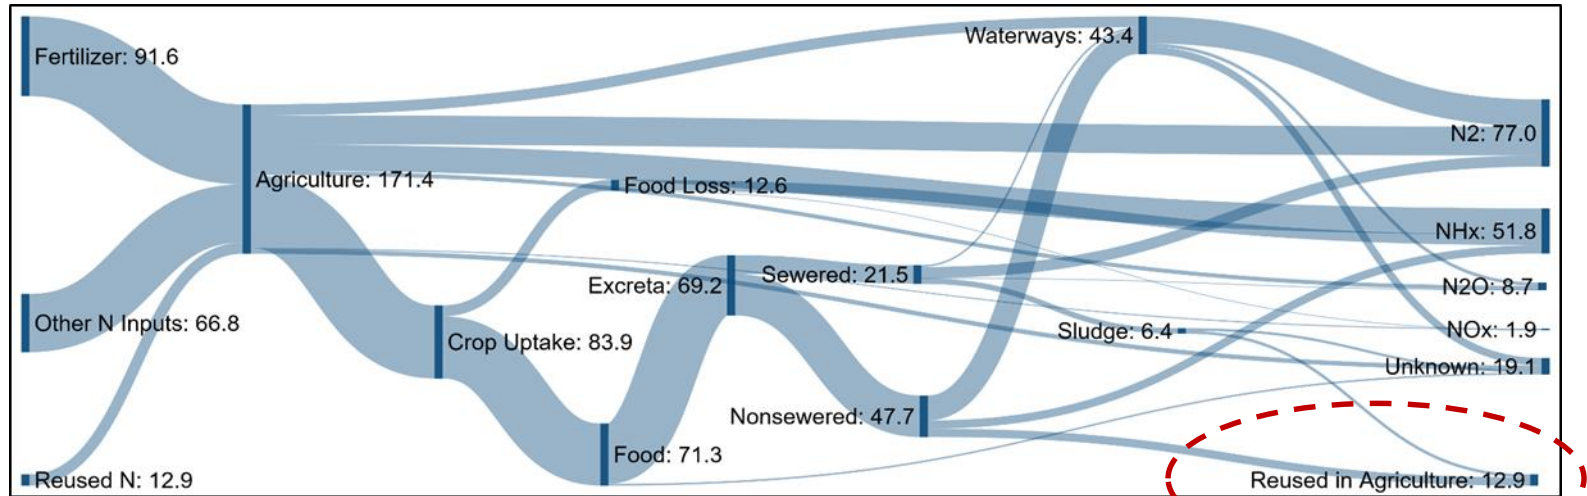 Waterways: 43.4
Fertilizer: 91.6
N2: 77.0
Agriculture: 171.4
Food Loss: 12.6
NHx: 51.8
Excreta: 69.2
Sewered: 21.5
N2O: 8.7
Other N Inputs: 66.8
Sludge: 6.4
NOx: 1.9
Crop Uptake: 83.9
Unknown: 19.1
Nonsewered: 47.7
Food: 71.3
Reused N: 12.9
Reused in Agriculture: 12.9